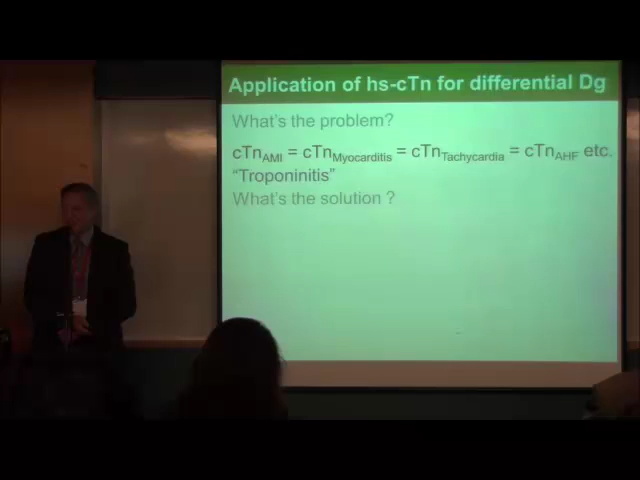 Application of hs-cTn for differential Dg
What's the problem?
cTnAMI = cTnMyocarditis = cTnTachycardia = cTnAHF etc.
"Troponinitis"
What's the solution ?